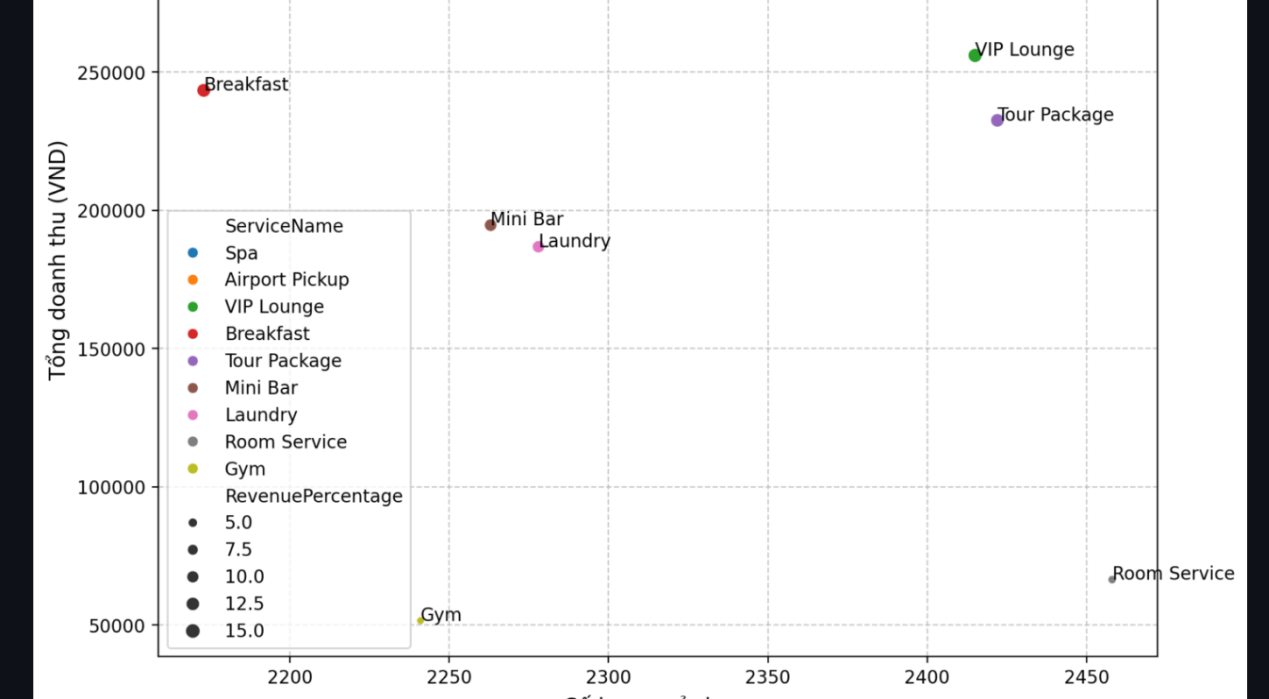 VIP Lounge
250000
Breakfast
Tour Package
Tổng doanh thu (VND)
200000
Mini Bar
Laundry
ServiceName
Spa
Airport Pickup
VIP Lounge
Breakfast
150000
Tour Package
Mini Bar
Laundry
Room Service
Gym
100000
RevenuePercentage
5.0
7.5
10.0
12.5
15.0
Room Service
Gym
50000
2200 2250 2300 2350 2400 2450